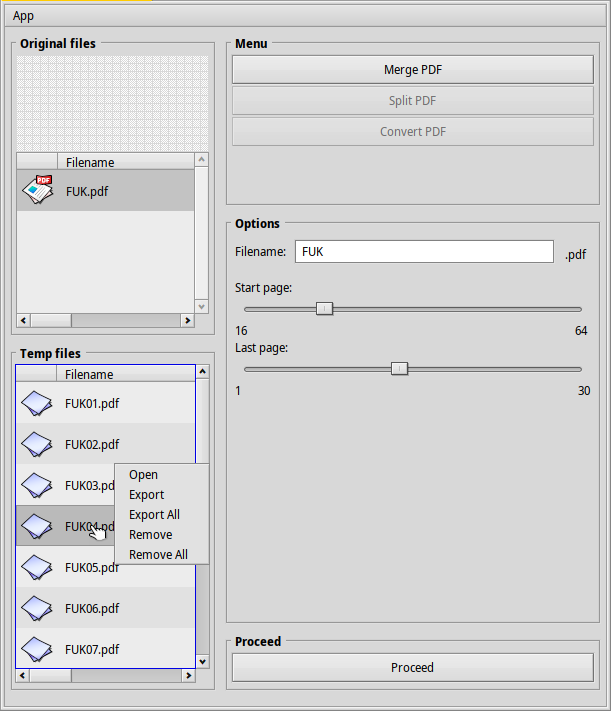 App
Original files
Filename
PDF
FUK.pdf
Temp files
Filename
FUK01.pdf
FUK02.pdf
FUK03.pd
FUK04.pd
FUK05.pdf
FUK06.pdf
FUK07.pdf
Open
Export
Export All
Remove
Remove All
Menu
Merge PDF
Split PDF
Convert PDF
Options
Filename: FUK .pdf
Start page:
16 64
Last page:
1 30
Proceed
Proceed